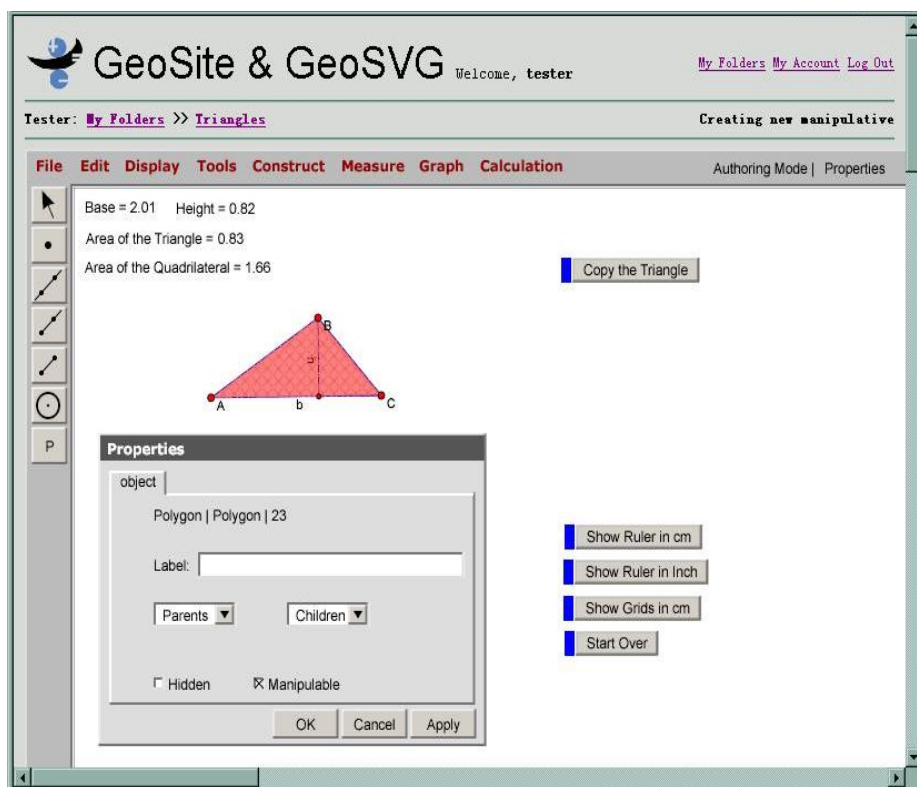 GeoSite & GeoSVG Welcome, tester
My Folders My Account Log Out
Tester: My Folders >> Triangles
Creating new manipulative
File Edit Display Tools Construct Measure Graph Calculation
Authoring Mode | Properties
Base = 2.01 Height = 0.82
Area of the Triangle = 0.83
Area of the Quadrilateral = 1.66
Copy the Triangle
B
A
b
C
P
Properties
object
Polygon | Polygon | 23
Label:
Parents
Children
Hidden
Manipulable
OK
Cancel
Apply
Show Ruler in cm
Show Ruler in Inch
Show Grids in cm
Start Over